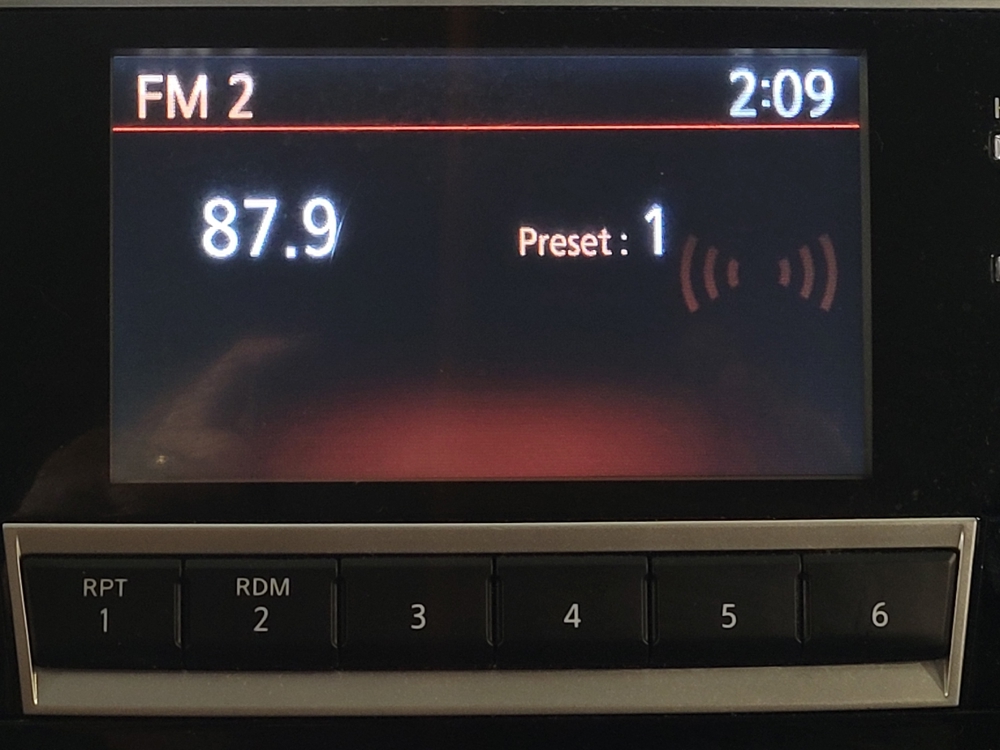 FM 2 2:09
87.9 Preset : 1
RPT RDM
1 2 3 4 5 6